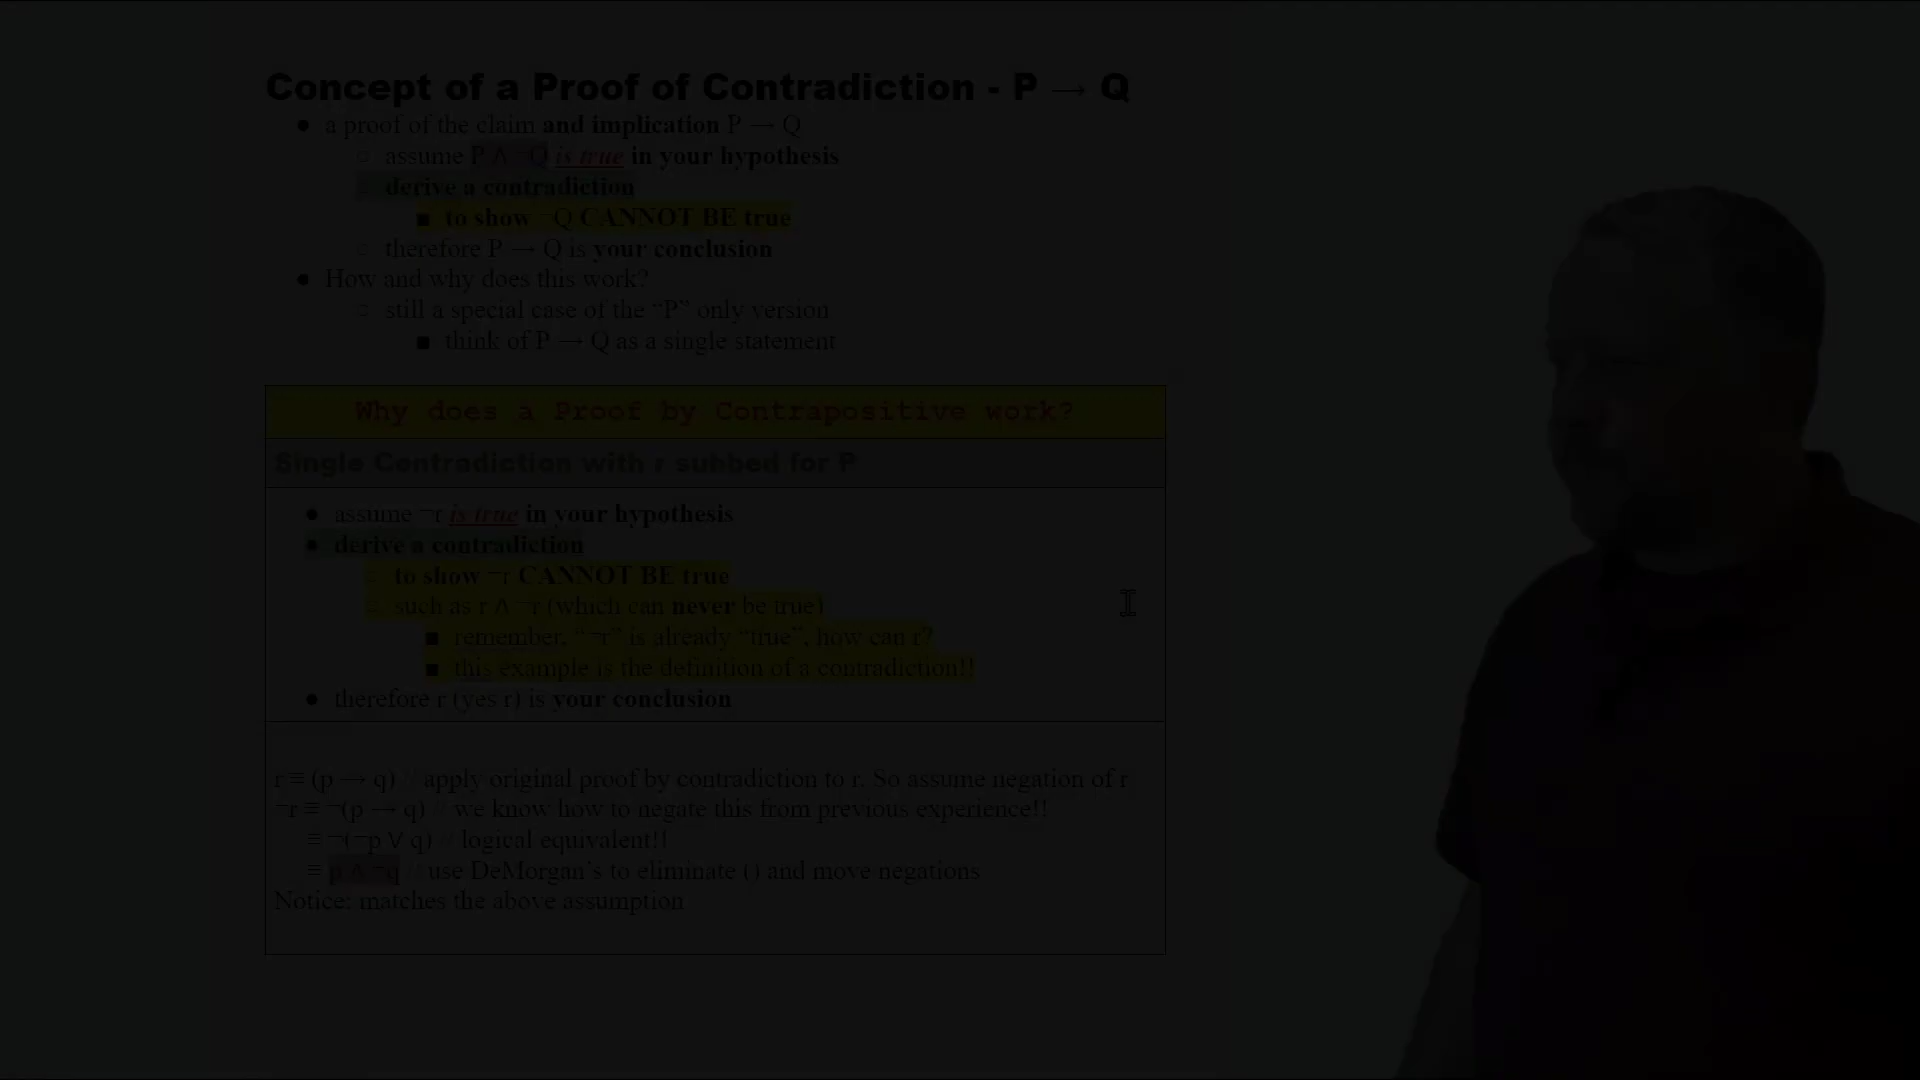 Concept of a Proof of Contradiction - P → Q
● a proof of the claim and implication P → Q
○ assume P ∧ ¬Q is true in your hypothesis
○ derive a contradiction
■ to show ¬Q CANNOT BE true
○ therefore P → Q is your conclusion
● How and why does this work?
○ still a special case of the “P” only version
■ think of P → Q as a single statement
Why does a Proof by Contrapositive work?
Single Contradiction with r subbed for P
● assume ¬r is true in your hypothesis
● derive a contradiction
○ to show ¬r CANNOT BE true
○ such as r ∧ ¬r (which can never be true)
■ remember, “¬r” is already “true”, how can r?
■ this example is the definition of a contradiction!!
● therefore r (yes r) is your conclusion
r ≡ (p → q) // apply original proof by contradiction to r. So assume negation of r
¬r ≡ ¬(p → q) // we know how to negate this from previous experience!!
≡ ¬(¬p ∨ q) // logical equivalent!!
≡ p ∧ ¬q // use DeMorgan’s to eliminate () and move negations
Notice: matches the above assumption